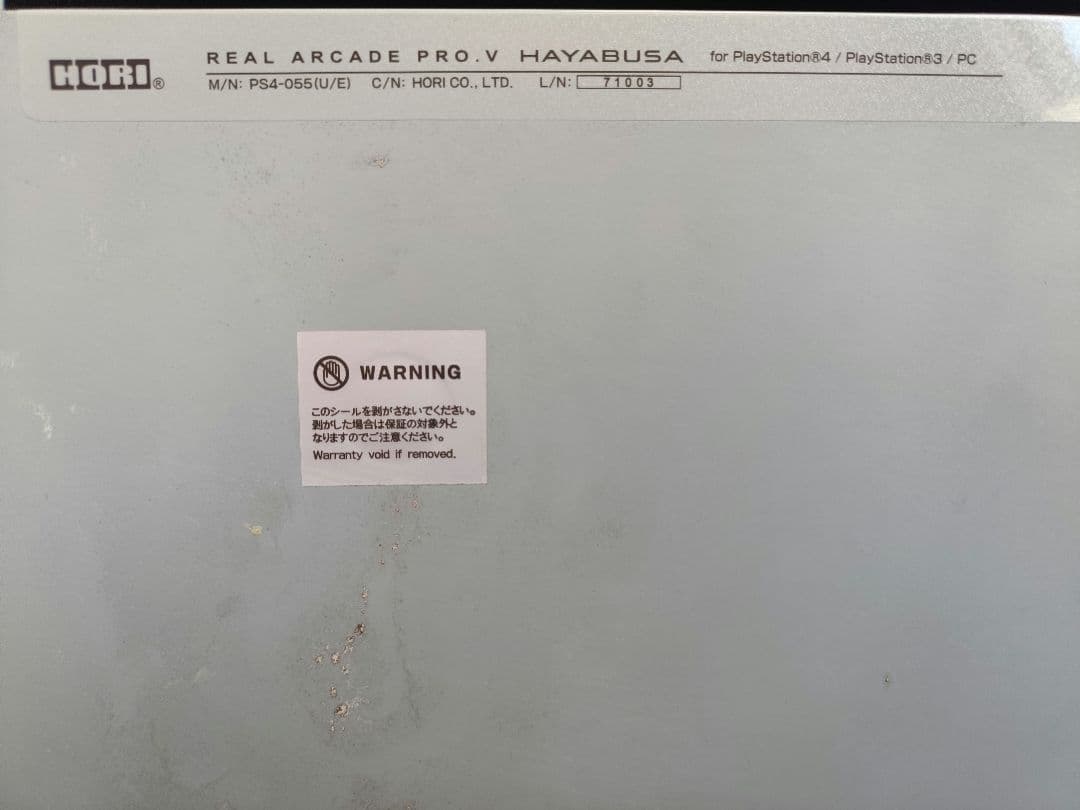 HORI®
REAL ARCADE PRO.V HAYABUSA for PlayStation®4 / PlayStation®3 / PC
M/N: PS4-055(U/E) C/N: HORI CO., LTD. L/N: 71003
WARNING
このシールを剥がさないでください。
剥がした場合は保証の対象外と
なりますのでご注意ください。
Warranty void if removed.